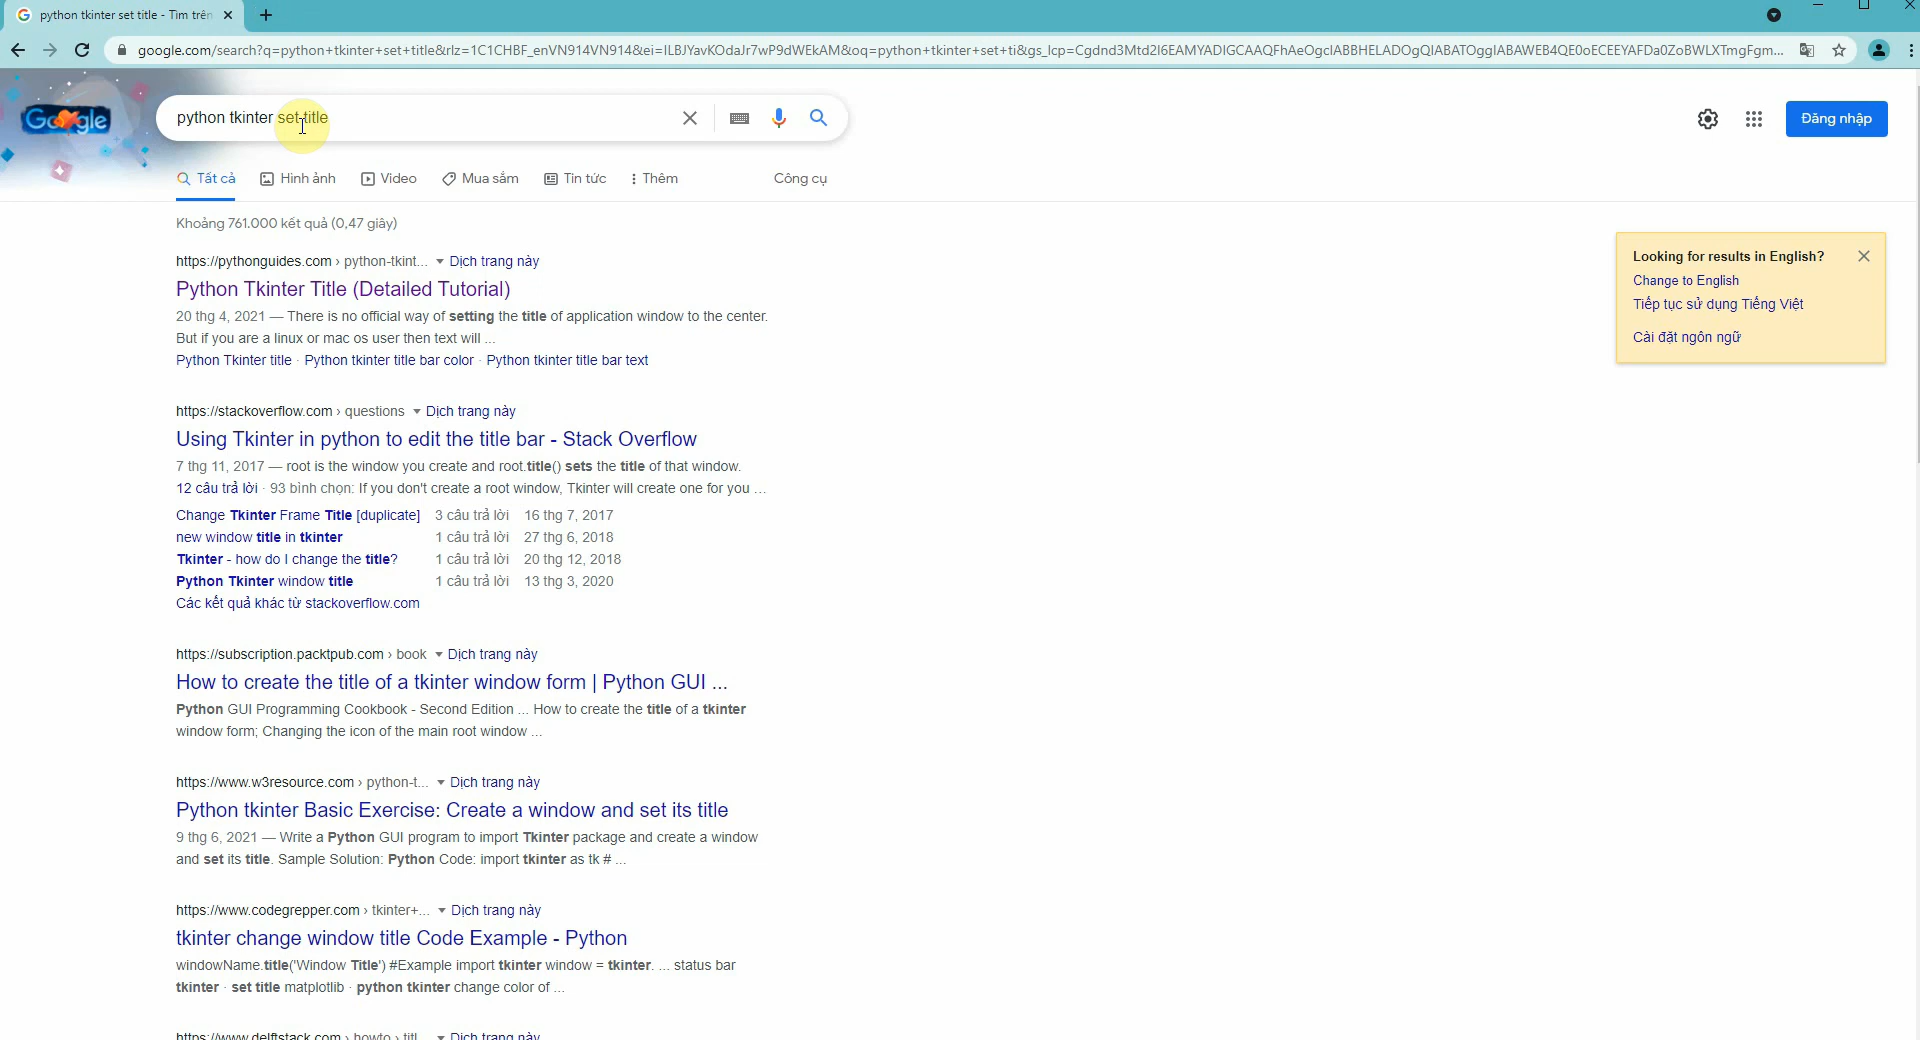 python tkinter set title - Tìm trên
google.com/search?q=python+tkinter+set+title&rlz=1C1CHBF_enVN914VN914&ei=ILBJYavKOdaJr7wP9dWEkAM&oq=python+tkinter+set+ti&gs_lcp=Cgdnd3Mtd2l6EAMYADIGCAAQFhAeOgcIABBHELADOgQIABATOggIABAWEB4QE0oECEEYAFDa0ZoBWLXTmgFgm...
Google
python tkinter set title
Đăng nhập
Tất cả Hình ảnh Video Mua sắm Tin tức Thêm Công cụ
Khoảng 761.000 kết quả (0,47 giây)
https://pythonguides.com › python-tkint... Dịch trang này
Python Tkinter Title (Detailed Tutorial)
20 thg 4, 2021 — There is no official way of setting the title of application window to the center.
But if you are a linux or mac os user then text will ...
Python Tkinter title · Python tkinter title bar color · Python tkinter title bar text
Looking for results in English?
Change to English
Tiếp tục sử dụng Tiếng Việt
Cài đặt ngôn ngữ
https://stackoverflow.com › questions Dịch trang này
Using Tkinter in python to edit the title bar - Stack Overflow
7 thg 11, 2017 — root is the window you create and root.title() sets the title of that window.
12 câu trả lời · 93 bình chọn: If you don't create a root window, Tkinter will create one for you ...
Change Tkinter Frame Title [duplicate] 3 câu trả lời 16 thg 7, 2017
new window title in tkinter 1 câu trả lời 27 thg 6, 2018
Tkinter - how do I change the title? 1 câu trả lời 20 thg 12, 2018
Python Tkinter window title 1 câu trả lời 13 thg 3, 2020
Các kết quả khác từ stackoverflow.com
https://subscription.packtpub.com › book Dịch trang này
How to create the title of a tkinter window form | Python GUI ...
Python GUI Programming Cookbook - Second Edition ... How to create the title of a tkinter
window form; Changing the icon of the main root window ...
https://www.w3resource.com › python-t... Dịch trang này
Python tkinter Basic Exercise: Create a window and set its title
9 thg 6, 2021 — Write a Python GUI program to import Tkinter package and create a window
and set its title. Sample Solution: Python Code: import tkinter as tk # ...
https://www.codegrepper.com › tkinter+... Dịch trang này
tkinter change window title Code Example - Python
windowName.title('Window Title') #Example import tkinter window = tkinter. ... status bar
tkinter · set title matplotlib · python tkinter change color of ...
https://www.delftstack.com › howto › titl... Dịch trang này